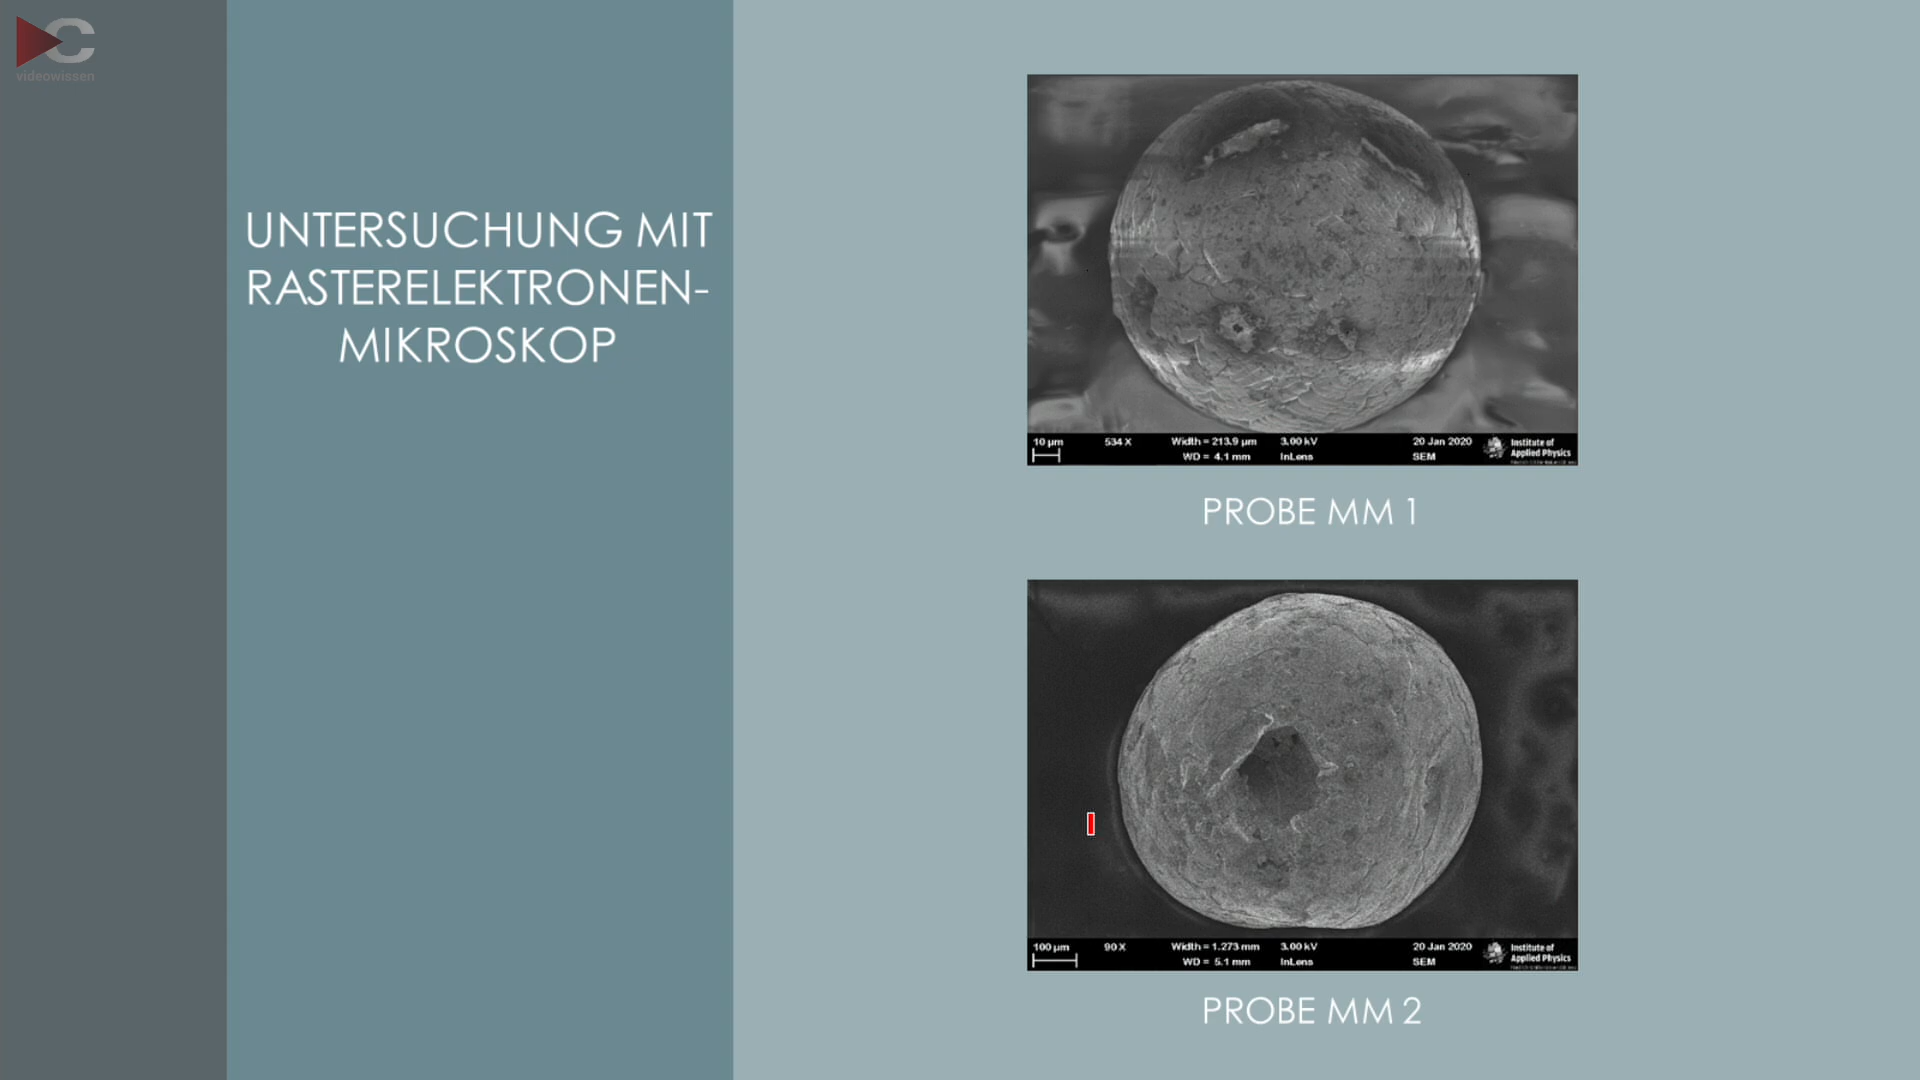 C
videowissen
UNTERSUCHUNG MIT
RASTERELEKTRONEN-
MIKROSKOP
10 µm
534 X
Width = 213.9 µm
3.00 kV
20 Jan 2020
WD = 4.1 mm
InLens
SEM
Institute of
Applied Physics
PROBE MM 1
100 µm
90 X
Width = 1.273 mm
3.00 kV
20 Jan 2020
WD = 5.1 mm
InLens
SEM
Institute of
Applied Physics
PROBE MM 2